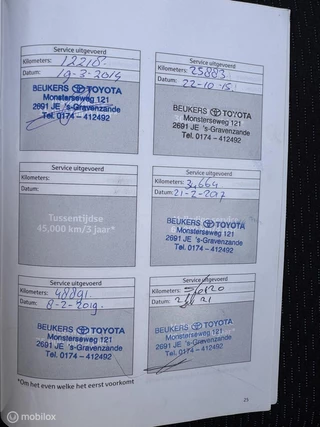 Service uitgevoerd
Kilometers: 12218
Datum: 19-3-2014
BEUKERS TOYOTA
Monsterseweg 121
2691 JE 's-Gravenzande
Tel. 0174 - 412492
Service uitgevoerd
Kilometers: 25883
Datum: 22-10-'15
BEUKERS TOYOTA
Monsterseweg 121
2691 JE 's-Gravenzande
Tel. 0174 - 412492
Service uitgevoerd
Kilometers:
Datum:
Tussentijdse
45.000 km/3 jaar*
Service uitgevoerd
Kilometers: 34664
Datum: 21-2-2017
BEUKERS TOYOTA
Monsterseweg 121
2691 JE 's-Gravenzande
Tel. 0174 - 412492
Service uitgevoerd
Kilometers: 48891
Datum: 8-2-2019
BEUKERS TOYOTA
Monsterseweg 121
2691 JE 's-Gravenzande
Tel. 0174 - 412492
Service uitgevoerd
Kilometers:
Datum:
BEUKERS TOYOTA
Monsterseweg 121
2691 JE 's-Gravenzande
Tel. 0174 - 412492
*Om het even welke het eerst voorkomt
25
mobilox